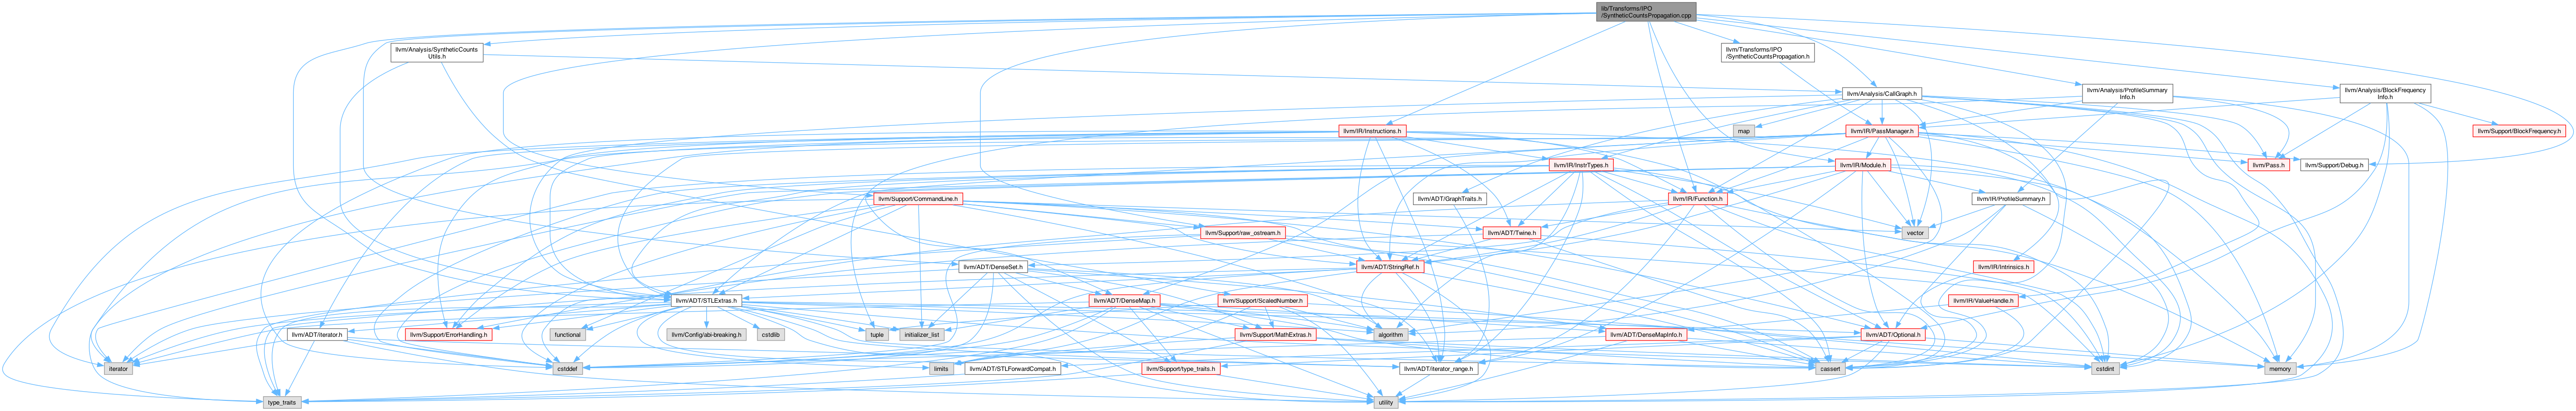 lib/Transforms/IPO
/SyntheticCountsPropagation.cpp
llvm/Analysis/SyntheticCounts
Utils.h
llvm/Transforms/IPO
/SyntheticCountsPropagation.h
llvm/Analysis/CallGraph.h
llvm/Analysis/ProfileSummary
Info.h
llvm/Analysis/BlockFrequency
Info.h
llvm/IR/Instructions.h
map
llvm/IR/PassManager.h
llvm/Support/BlockFrequency.h
llvm/IR/InstrTypes.h
llvm/IR/Module.h
llvm/Pass.h
llvm/Support/Debug.h
llvm/Support/CommandLine.h
llvm/ADT/GraphTraits.h
llvm/IR/Function.h
llvm/IR/ProfileSummary.h
llvm/Support/raw_ostream.h
llvm/ADT/Twine.h
vector
llvm/ADT/DenseSet.h
llvm/ADT/StringRef.h
llvm/IR/Intrinsics.h
llvm/ADT/STLExtras.h
llvm/ADT/DenseMap.h
llvm/Support/ScaledNumber.h
llvm/IR/ValueHandle.h
llvm/ADT/iterator.h
llvm/Support/ErrorHandling.h
functional
llvm/Config/abi-breaking.h
cstdlib
tuple
initializer_list
llvm/Support/MathExtras.h
algorithm
llvm/ADT/DenseMapInfo.h
llvm/ADT/Optional.h
iterator
cstddef
limits
llvm/ADT/STLForwardCompat.h
llvm/Support/type_traits.h
llvm/ADT/iterator_range.h
cassert
cstdint
memory
type_traits
utility